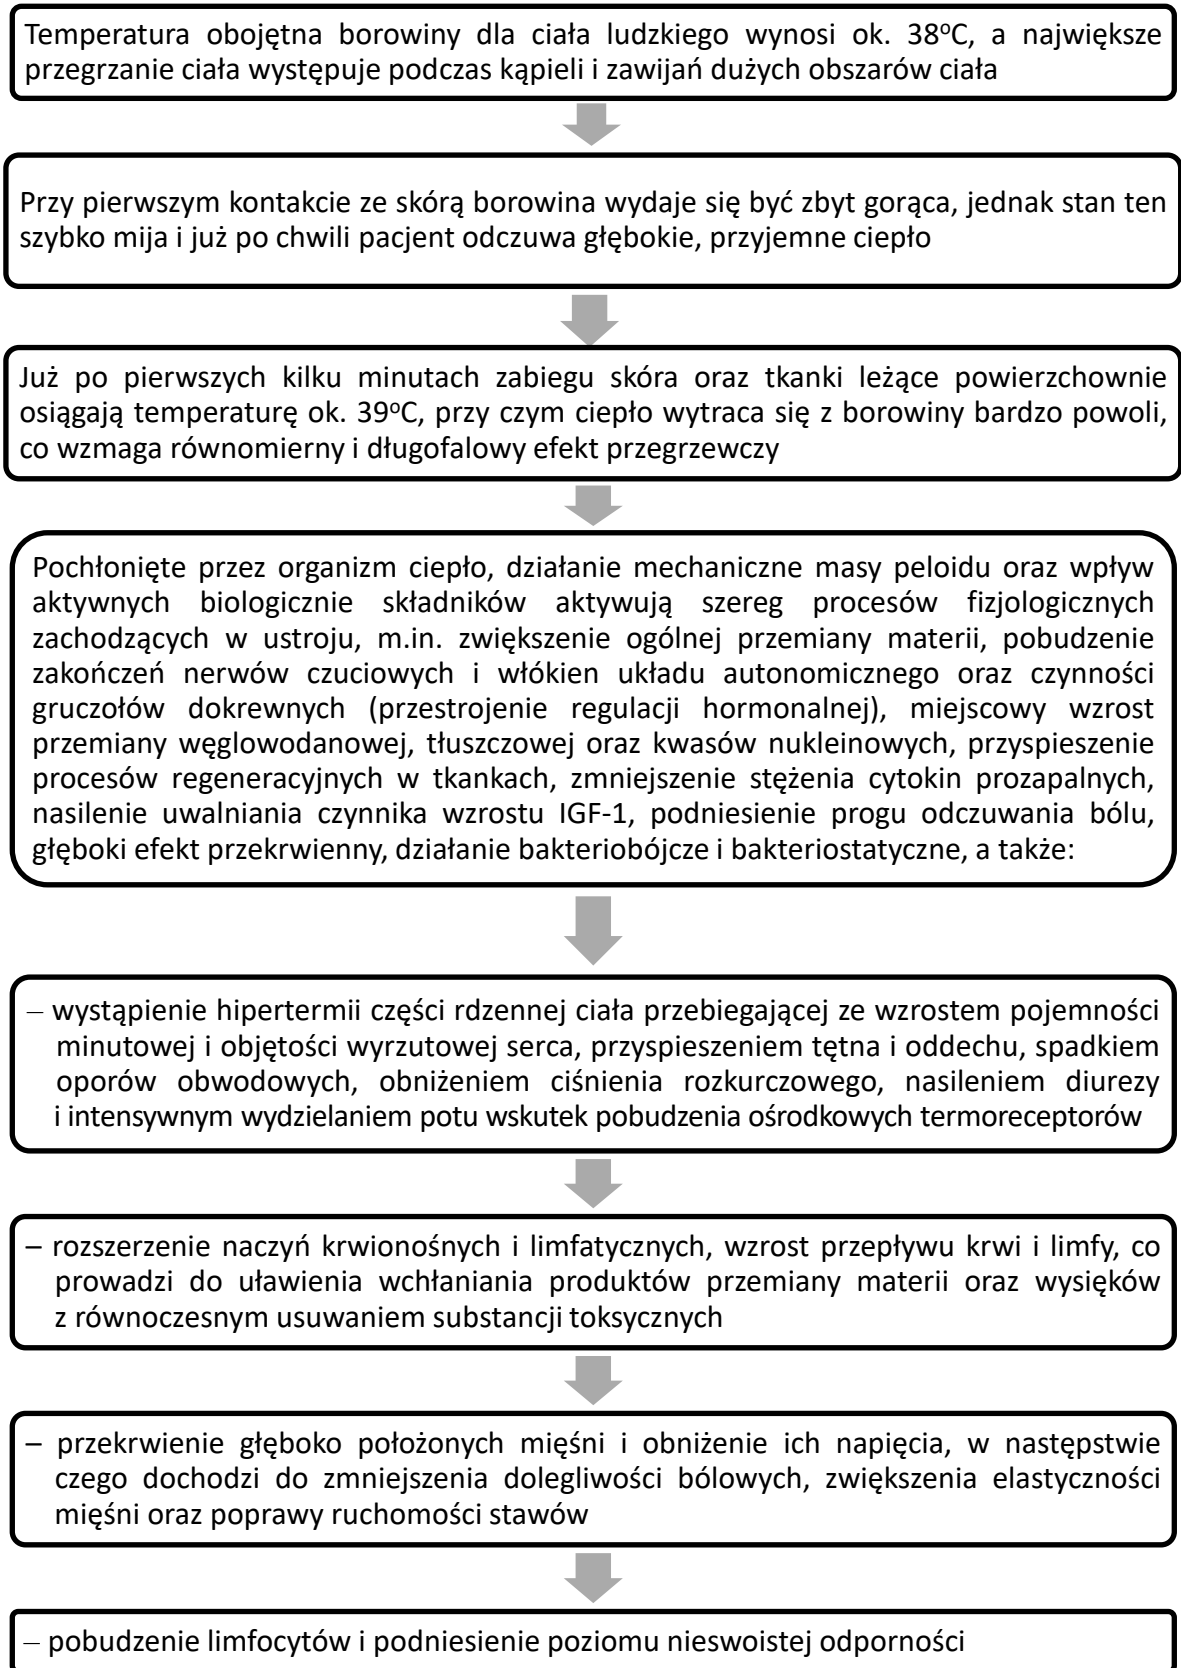 Temperatura obojętna borowiny dla ciała ludzkiego wynosi ok. 38ºC, a największe
przegrzanie ciała występuje podczas kąpieli i zawijań dużych obszarów ciała
Przy pierwszym kontakcie ze skórą borowina wydaje się być zbyt gorąca, jednak stan ten
szybko mija i już po chwili pacjent odczuwa głębokie, przyjemne ciepło
Już po pierwszych kilku minutach zabiegu skóra oraz tkanki leżące powierzchownie
osiągają temperaturę ok. 39ºC, przy czym ciepło wytraca się z borowiny bardzo powoli,
co wzmaga równomierny i długofalowy efekt przegrzewczy
Pochłonięte przez organizm ciepło, działanie mechaniczne masy peloidu oraz wpływ
aktywnych biologicznie składników aktywują szereg procesów fizjologicznych
zachodzących w ustroju, m.in. zwiększenie ogólnej przemiany materii, pobudzenie
zakończeń nerwów czuciowych i włókien układu autonomicznego oraz czynności
gruczołów dokrewnych (przestrojenie regulacji hormonalnej), miejscowy wzrost
przemiany węglowodanowej, tłuszczowej oraz kwasów nukleinowych, przyspieszenie
procesów regeneracyjnych w tkankach, zmniejszenie stężenia cytokin prozapalnych,
nasilenie uwalniania czynnika wzrostu IGF-1, podniesienie progu odczuwania bólu,
głęboki efekt przekrwienny, działanie bakteriobójcze i bakteriostatyczne, a także:
– wystąpienie hipertermii części rdzennej ciała przebiegającej ze wzrostem pojemności
minutowej i objętości wyrzutowej serca, przyspieszeniem tętna i oddechu, spadkiem
oporów obwodowych, obniżeniem ciśnienia rozkurczowego, nasileniem diurezy
i intensywnym wydzielaniem potu wskutek pobudzenia ośrodkowych termoreceptorów
– rozszerzenie naczyń krwionośnych i limfatycznych, wzrost przepływu krwi i limfy, co
prowadzi do uławienia wchłaniania produktów przemiany materii oraz wysięków
z równoczesnym usuwaniem substancji toksycznych
– przekrwienie głęboko położonych mięśni i obniżenie ich napięcia, w następstwie
czego dochodzi do zmniejszenia dolegliwości bólowych, zwiększenia elastyczności
mięśni oraz poprawy ruchomości stawów
– pobudzenie limfocytów i podniesienie poziomu nieswoistej odporności